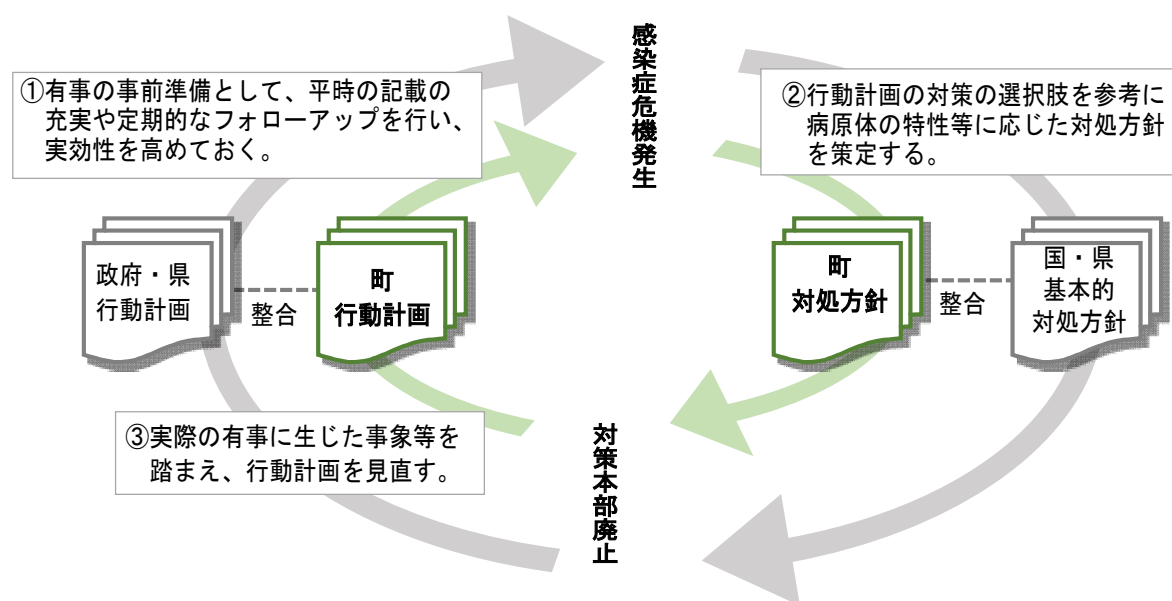 感染症危機発生
①有事の事前準備として、平時の記載の
充実や定期的なフォローアップを行い、
実効性を高めておく。
②行動計画の対策の選択肢を参考に
病原体の特性等に応じた対処方針
を策定する。
政府・県
行動計画
整合
町
行動計画
町
対処方針
整合
国・県
基本的
対処方針
③実際の有事に生じた事象等を
踏まえ、行動計画を見直す。
対策本部廃止